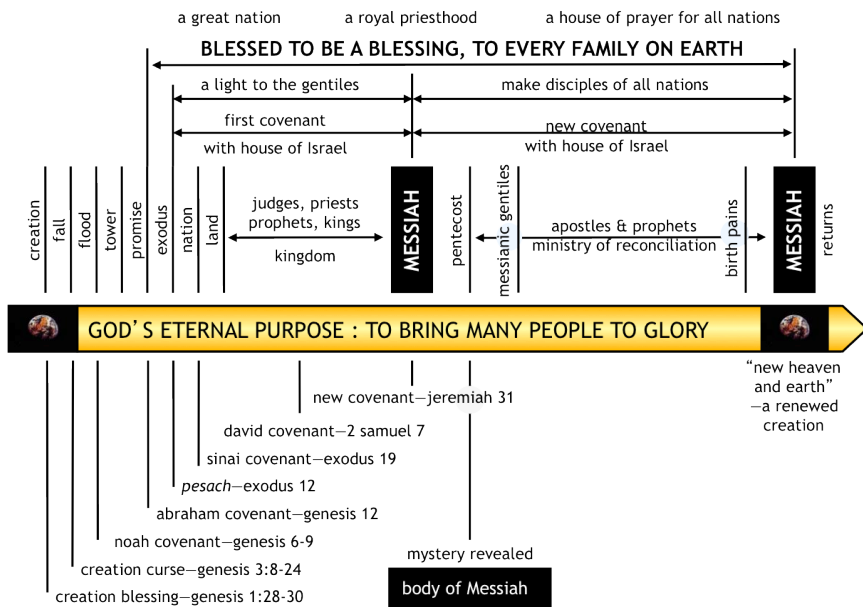 a great nation
a royal priesthood
a house of prayer for all nations
BLESSED TO BE A BLESSING, TO EVERY FAMILY ON EARTH
a light to the gentiles
make disciples of all nations
first covenant
with house of Israel
new covenant
with house of Israel
creation
fall
flood
tower
promise
exodus
nation
land
judges, priests
prophets, kings
kingdom
MESSIAH
pentecost
messianic gentiles
apostles & prophets
ministry of reconciliation
birth pains
MESSIAH
returns
GOD'S ETERNAL PURPOSE : TO BRING MANY PEOPLE TO GLORY
new covenant—jeremiah 31
david covenant—2 samuel 7
sinai covenant—exodus 19
pesach—exodus 12
abraham covenant—genesis 12
noah covenant—genesis 6-9
creation curse—genesis 3:8-24
creation blessing—genesis 1:28-30
mystery revealed
body of Messiah
“new heaven
and earth”
—a renewed
creation